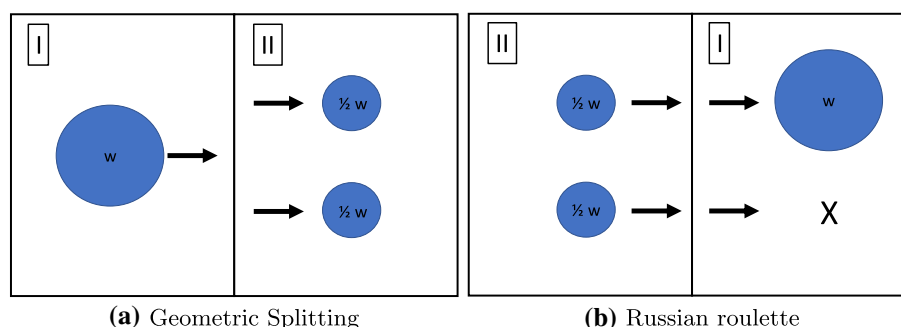 I
II
w
½ w
½ w
(a) Geometric Splitting
II
I
½ w
½ w
w
X
(b) Russian roulette